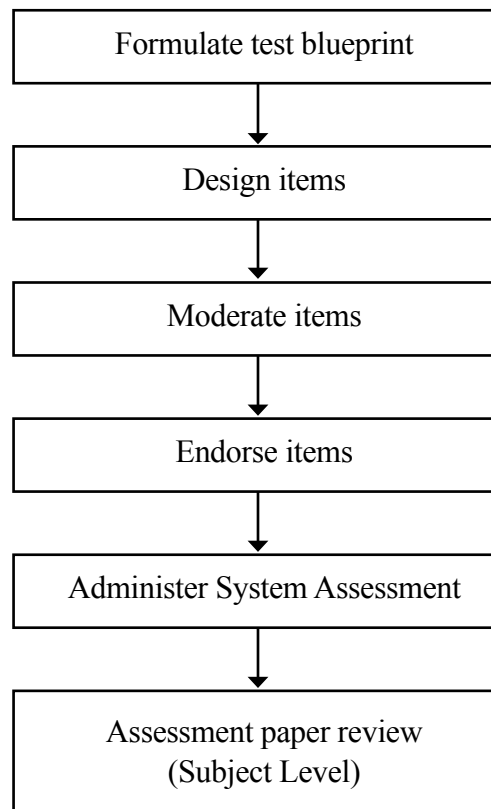 Formulate test blueprint
Design items
Moderate items
Endorse items
Administer System Assessment
Assessment paper review
(Subject Level)